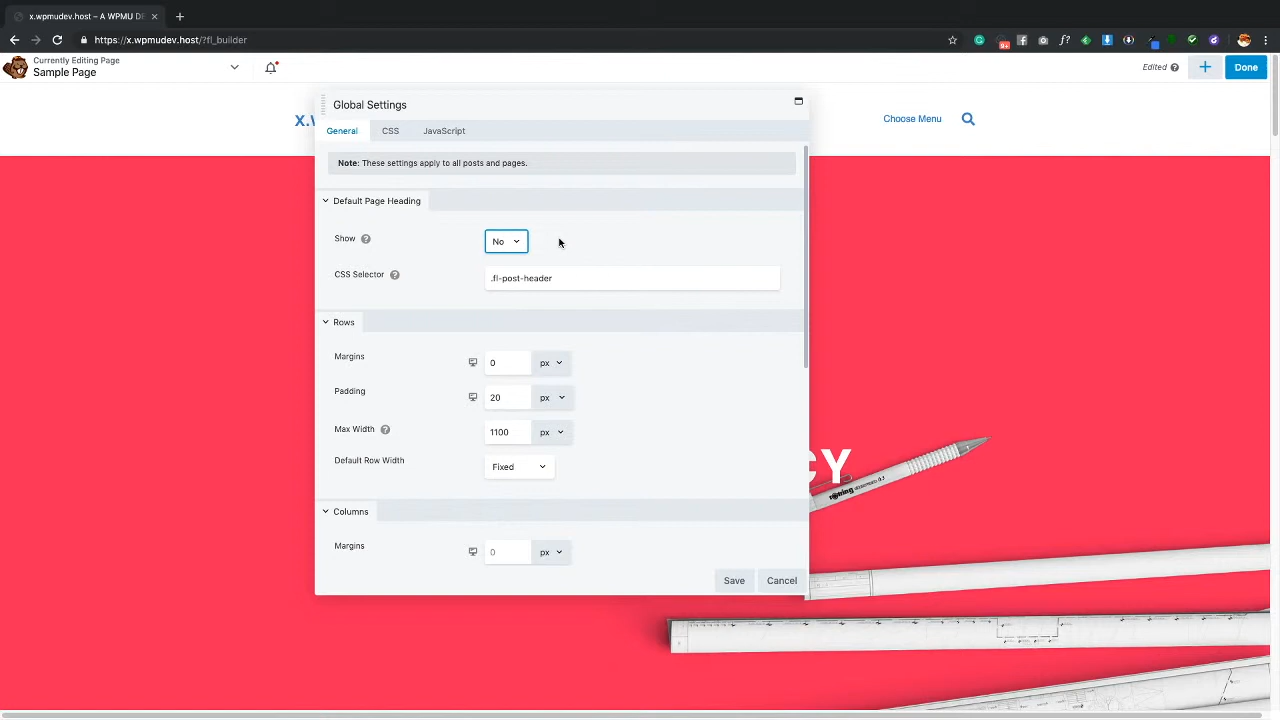 x.wpmudev.host – A WPMU DE
https://x.wpmudev.host/?fl_builder
Currently Editing Page
Sample Page
Edited
Done
X.W
Choose Menu
Global Settings
General CSS JavaScript
Note: These settings apply to all posts and pages.
Default Page Heading
Show No
CSS Selector .fl-post-header
Rows
Margins 0 px
Padding 20 px
Max Width 1100 px
Default Row Width Fixed
CY
rotring
Columns
Margins 0 px
Save Cancel